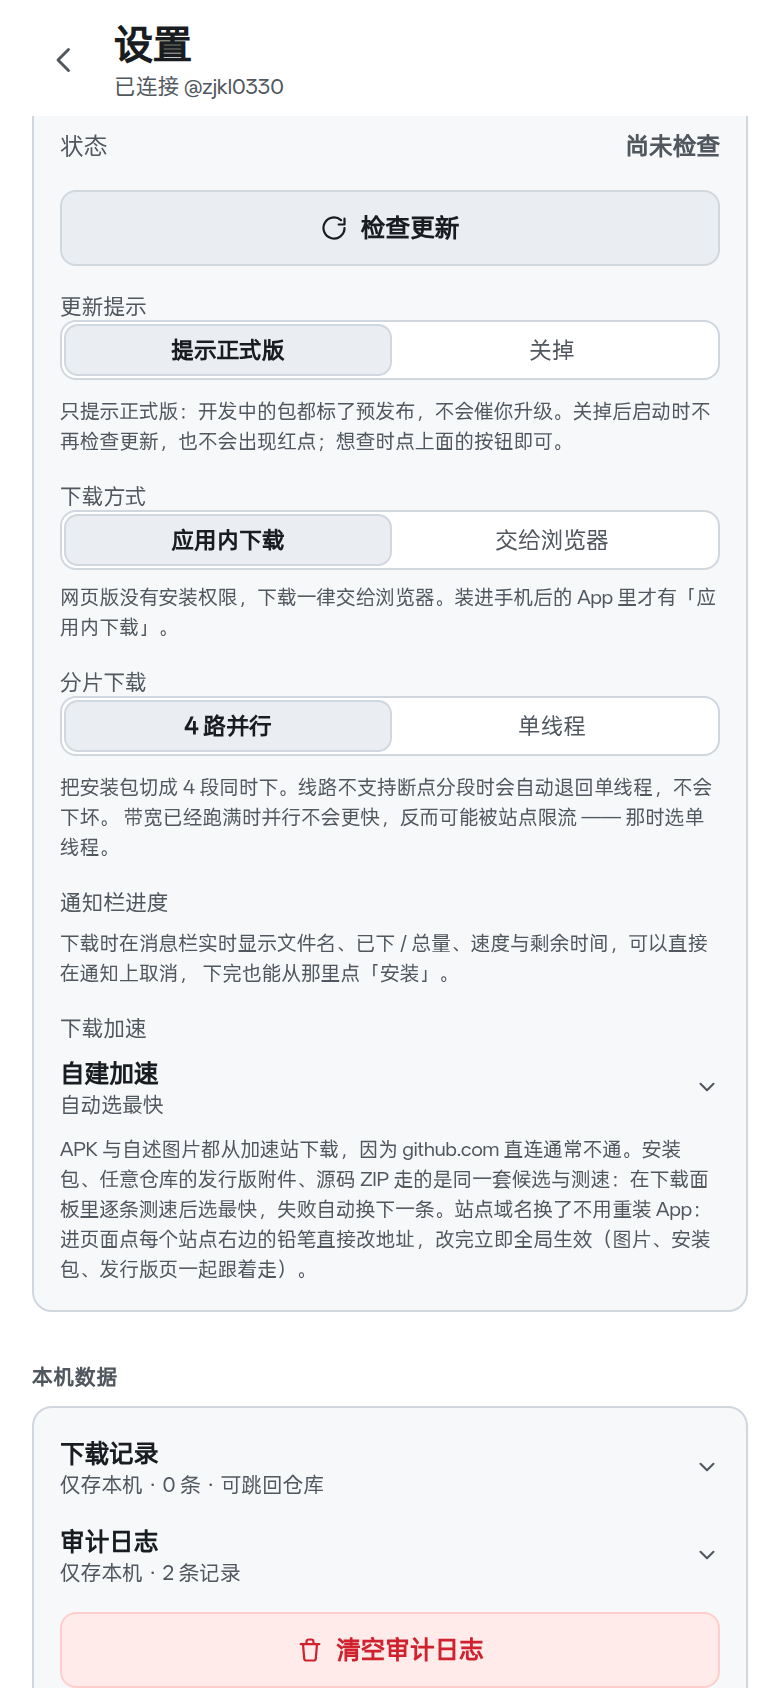 设置
已连接 @zjkl0330
状态 尚未检查
检查更新
更新提示
提示正式版 关掉
只提示正式版：开发中的包都标了预发布，不会催你升级。关掉后启动时不
再检查更新，也不会出现红点；想查时点上面的按钮即可。
下载方式
应用内下载 交给浏览器
网页版没有安装权限，下载一律交给浏览器。装进手机后的 App 里才有「应
用内下载」。
分片下载
4 路并行 单线程
把安装包切成 4 段同时下。线路不支持断点分段时会自动退回单线程，不会
下坏。 带宽已经跑满时并行不会更快，反而可能被站点限流 —— 那时选单
线程。
通知栏进度
下载时在消息栏实时显示文件名、已下 / 总量、速度与剩余时间，可以直接
在通知上取消， 下完也能从那里点「安装」。
下载加速
自建加速
自动选最快
APK 与自述图片都从加速站下载，因为 github.com 直连通常不通。安装
包、任意仓库的发行版附件、源码 ZIP 走的是同一套候选与测速：在下载面
板里逐条测速后选最快，失败自动换下一条。站点域名换了不用重装 App：
进页面点每个站点右边的铅笔直接改地址，改完立即全局生效（图片、安装
包、发行版页一起跟着走）。
本机数据
下载记录
仅存本机 · 0 条 · 可跳回仓库
审计日志
仅存本机 · 2 条记录
清空审计日志